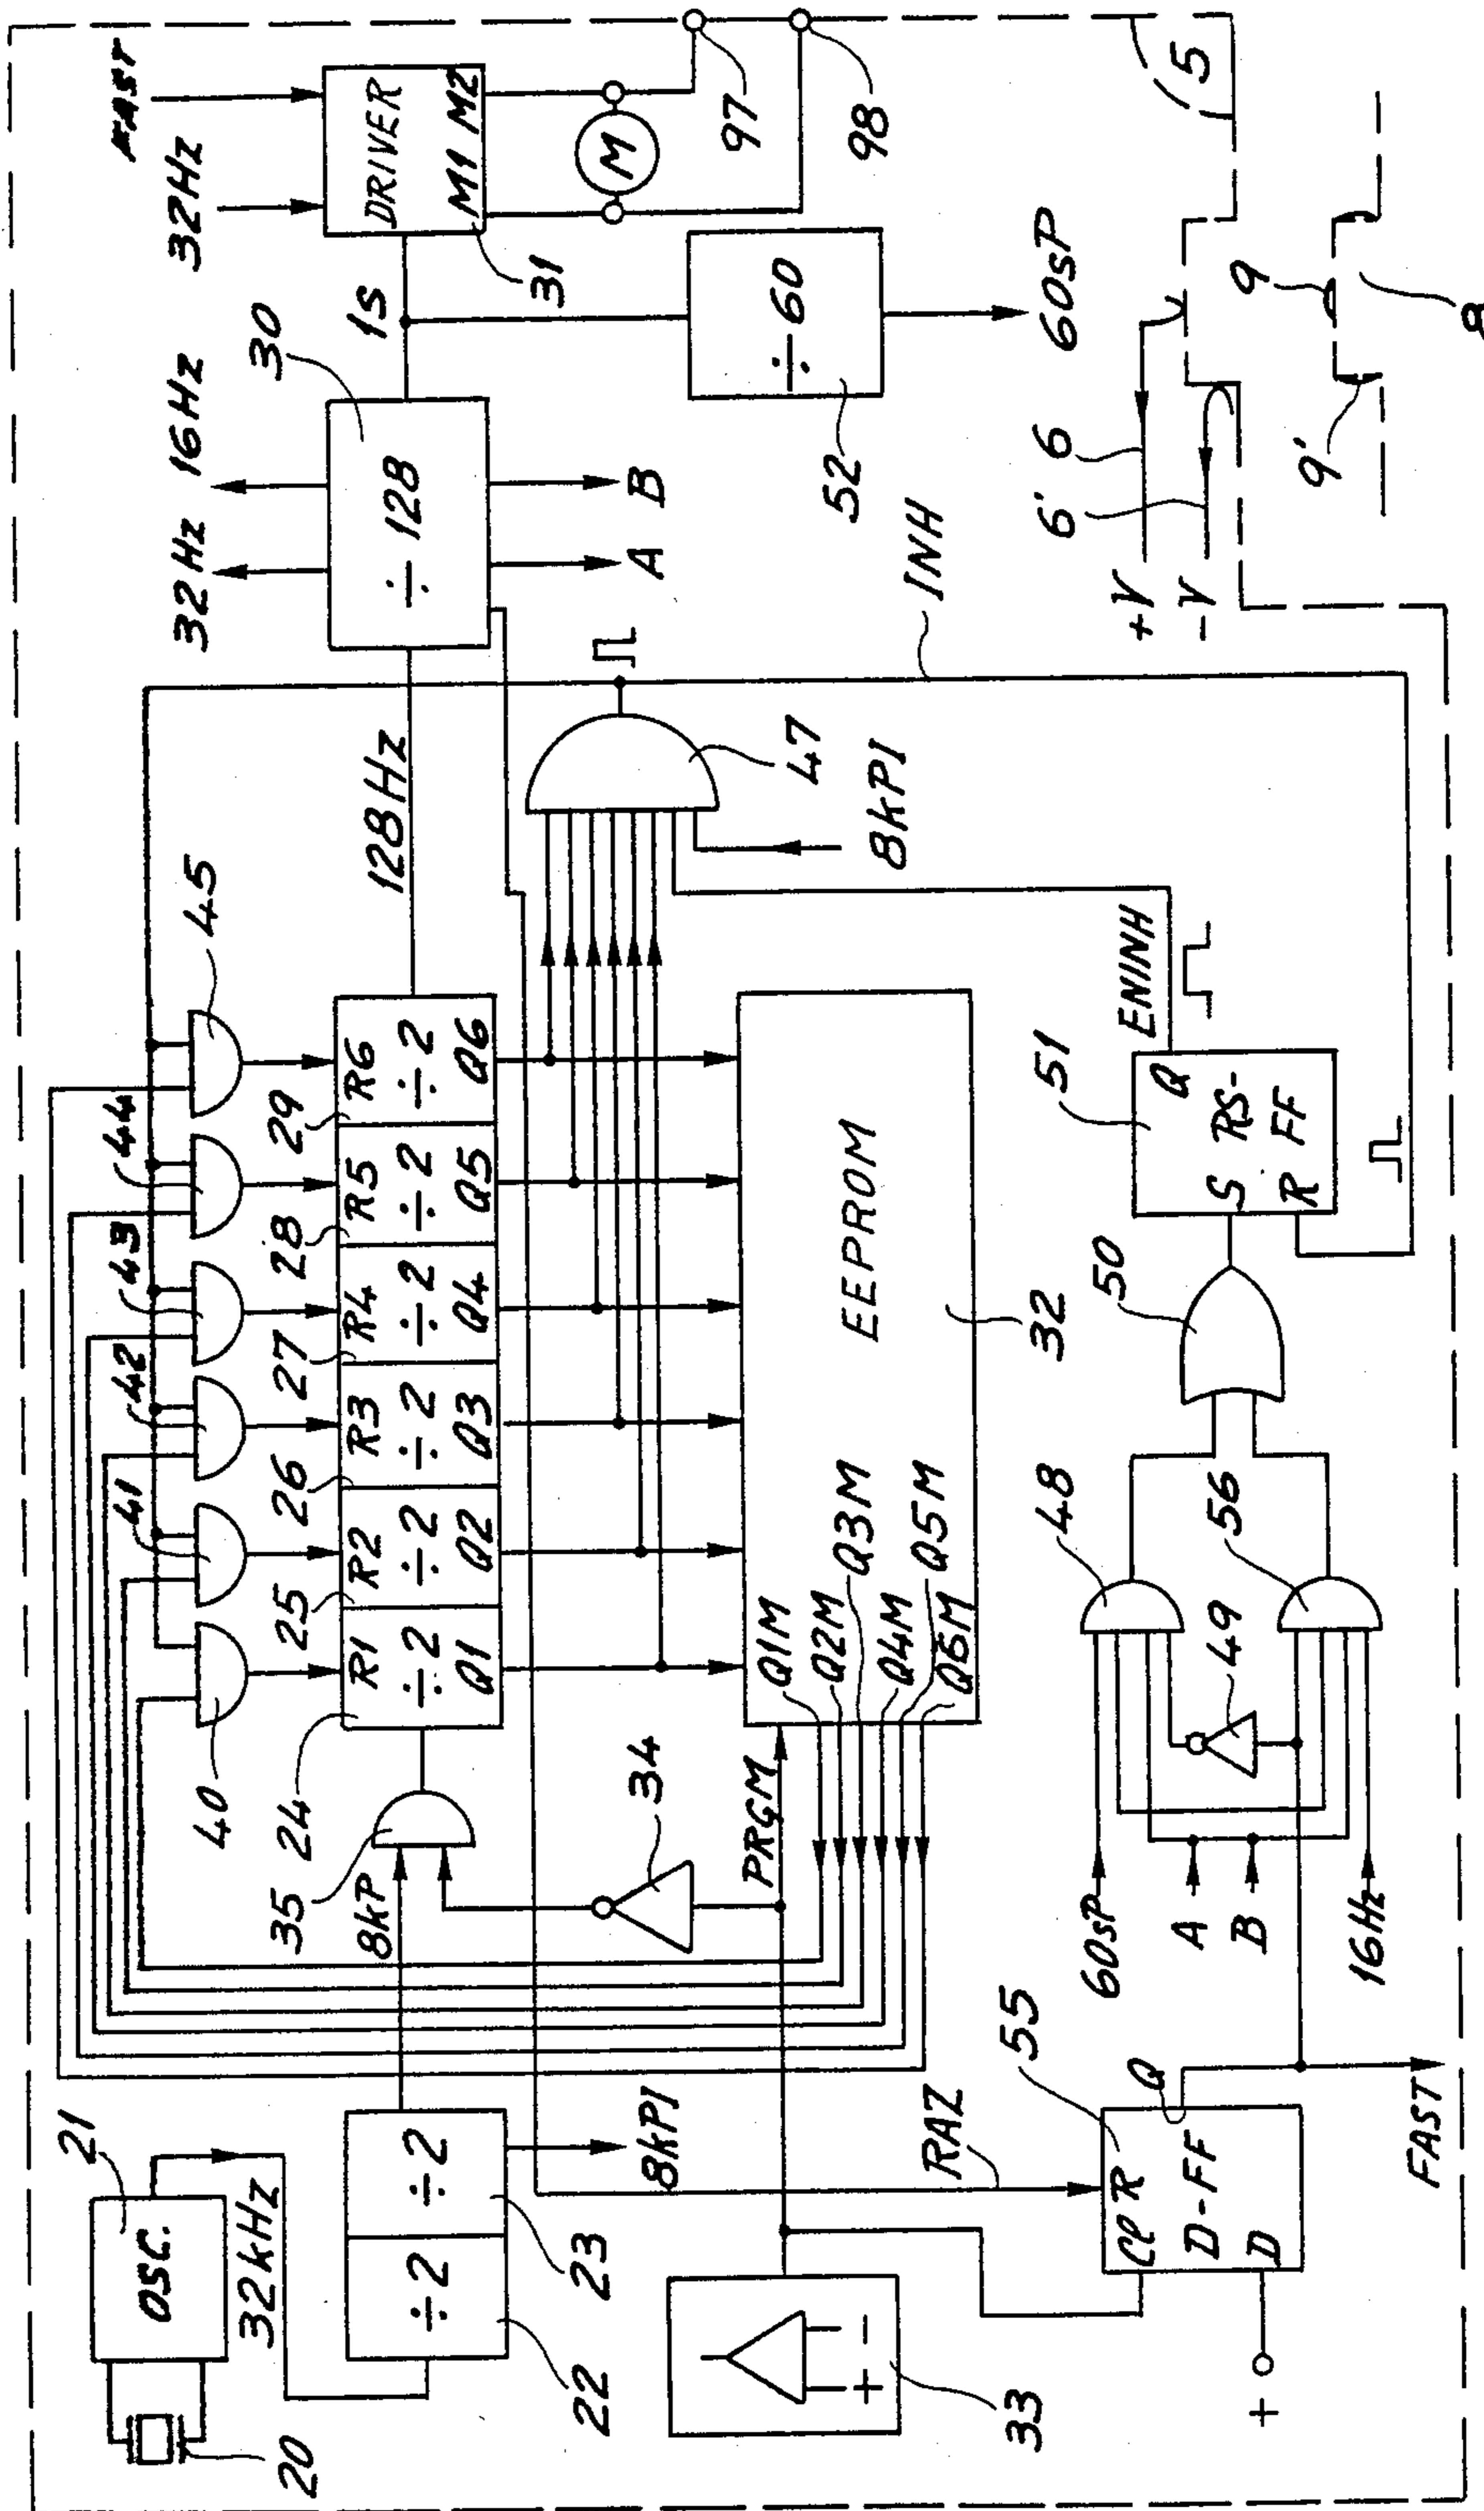 20
21
OSC.
32kHz
÷2
÷2
22
23
8kPI
8kP
35
34
40
41
42
43
44
45
24
25
26
27
28
29
R1
÷2
Q1
R2
÷2
Q2
R3
÷2
Q3
R4
÷2
Q4
R5
÷2
Q5
R6
÷2
Q6
128Hz
32Hz
16Hz
30
÷128
A
B
1s
32Hz
FAST
DRIVER
M1 M2
31
M
97
98
÷60
52
60sP
47
8kPI
INH
PRGM
Q1M
Q2M
Q3M
Q4M
Q5M
Q6M
EEPROM
32
33
+ −
RAZ
55
Cl R
Q
D-FF
D
+
FAST
60sP
A
B
16Hz
48
49
56
50
51
S
Q
RS-
FF
R
ENINH
+V
-V
6
6'
5
9
9'
8